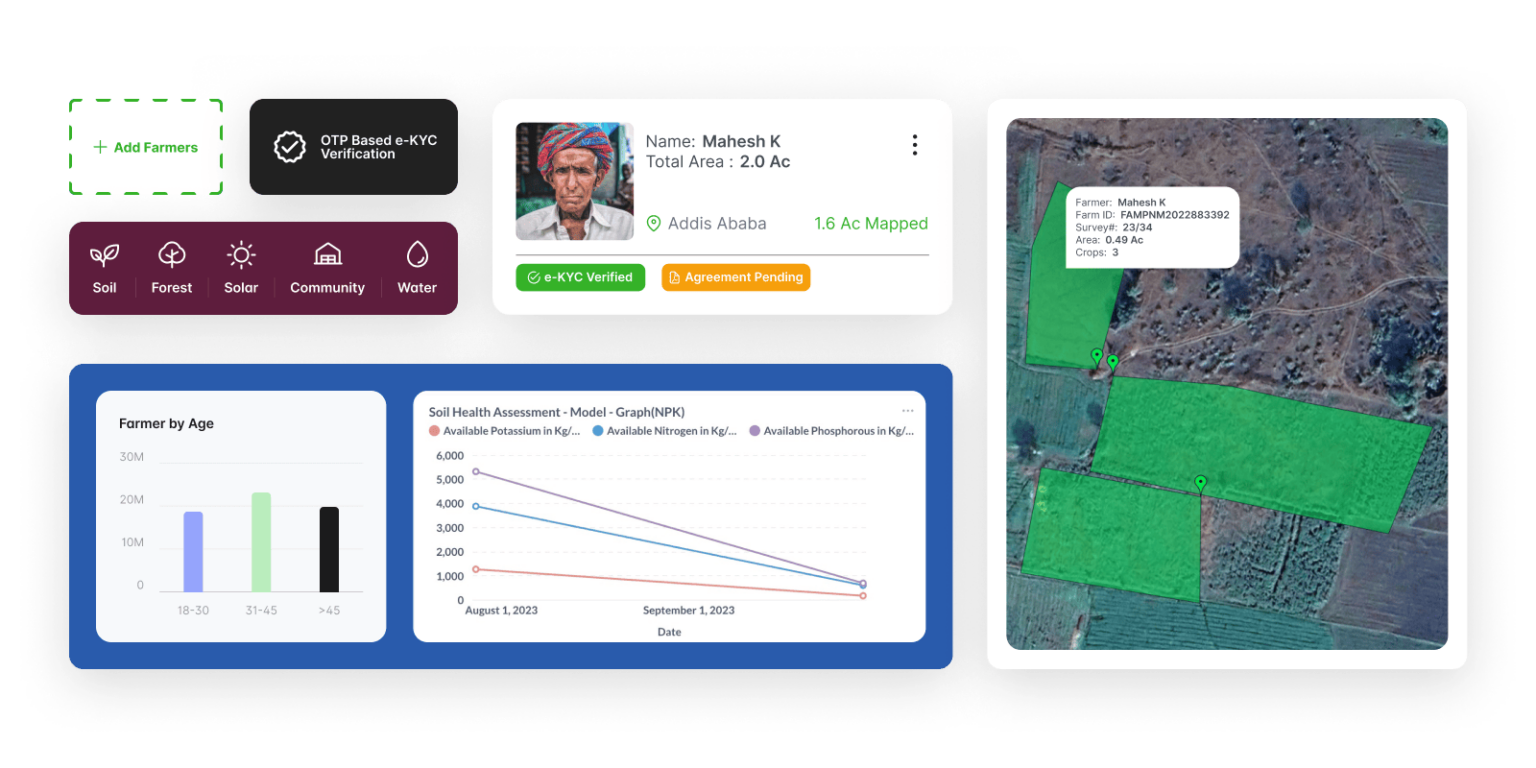 Add Farmers
OTP Based e-KYC
Verification
Soil
Forest
Solar
Community
Water
Name: Mahesh K
Total Area : 2.0 Ac
Addis Ababa
1.6 Ac Mapped
e-KYC Verified
Agreement Pending
Farmer: Mahesh K
Farm ID: FAMPNM2022883392
Survey#: 23/34
Area: 0.49 Ac
Crops: 3
Farmer by Age
30M
20M
10M
0
18-30
31-45
>45
Soil Health Assessment - Model - Graph(NPK)
Available Potassium in Kg/...
Available Nitrogen in Kg/...
Available Phosphorous in Kg/...
6,000
5,000
4,000
3,000
2,000
1,000
0
August 1, 2023
September 1, 2023
Date